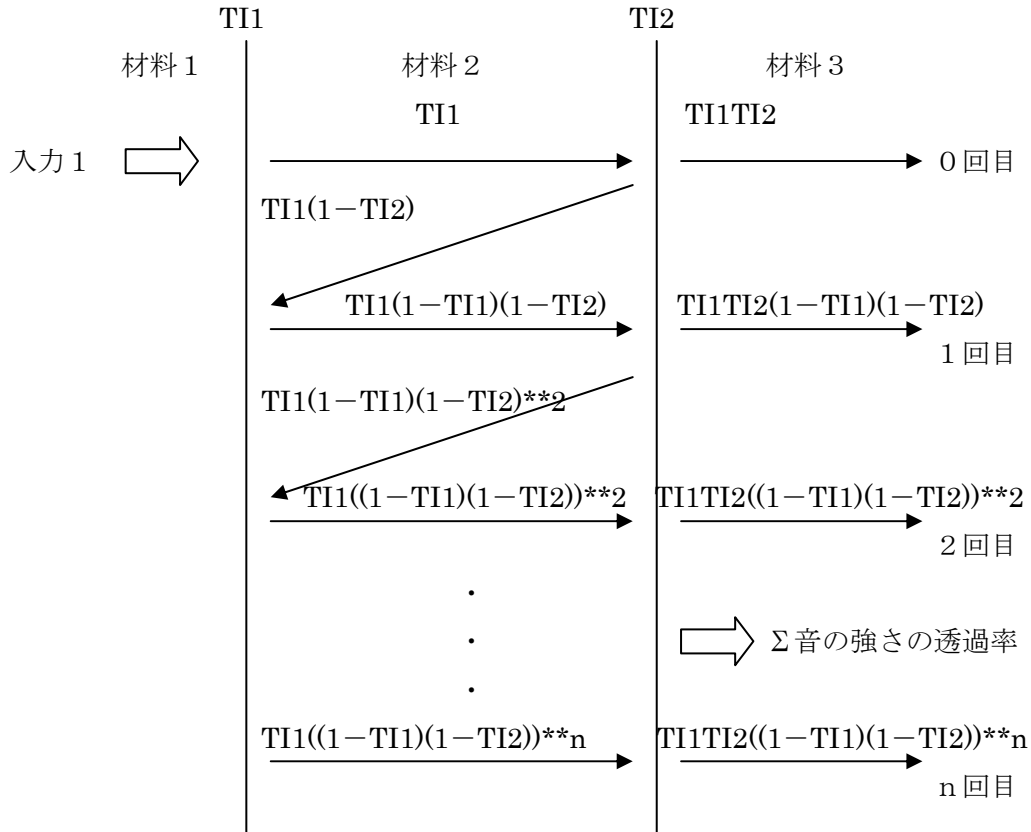 TI1 TI2
材料１ 材料２ 材料３
TI1 TI1TI2
入力１ ０回目
TI1(1－TI2)
TI1(1－TI1)(1－TI2) TI1TI2(1－TI1)(1－TI2)
１回目
TI1(1－TI1)(1－TI2)**2
TI1((1－TI1)(1－TI2))**2 TI1TI2((1－TI1)(1－TI2))**2
２回目
・
・ Σ音の強さの透過率
・
TI1((1－TI1)(1－TI2))**n TI1TI2((1－TI1)(1－TI2))**n
ｎ回目